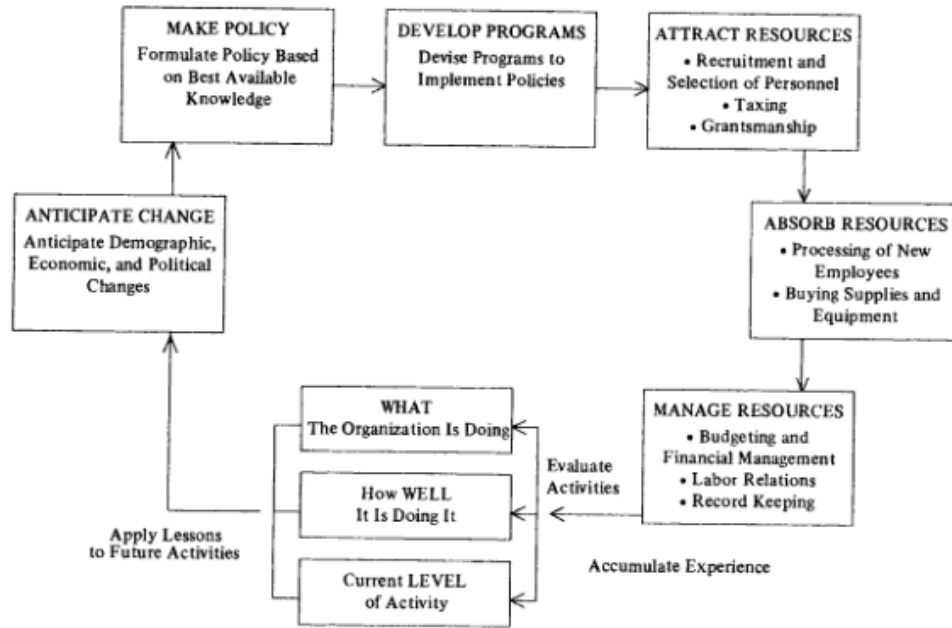 MAKE POLICY
Formulate Policy Based
on Best Available
Knowledge
DEVELOP PROGRAMS
Devise Programs to
Implement Policies
ATTRACT RESOURCES
• Recruitment and
Selection of Personnel
• Taxing
• Grantsmanship
ABSORB RESOURCES
• Processing of New
Employees
• Buying Supplies and
Equipment
MANAGE RESOURCES
• Budgeting and
Financial Management
• Labor Relations
• Record Keeping
Accumulate Experience
Evaluate
Activities
WHAT
The Organization Is Doing
How WELL
It Is Doing It
Current LEVEL
of Activity
Apply Lessons
to Future Activities
ANTICIPATE CHANGE
Anticipate Demographic,
Economic, and Political
Changes